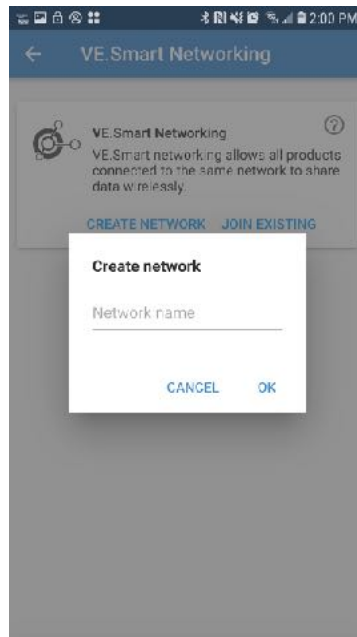 2:00 PM
VE.Smart Networking
VE.Smart Networking
VE.Smart networking allows all products
connected to the same network to share
data wirelessly.
CREATE NETWORK JOIN EXISTING
Create network
Network name
CANCEL OK